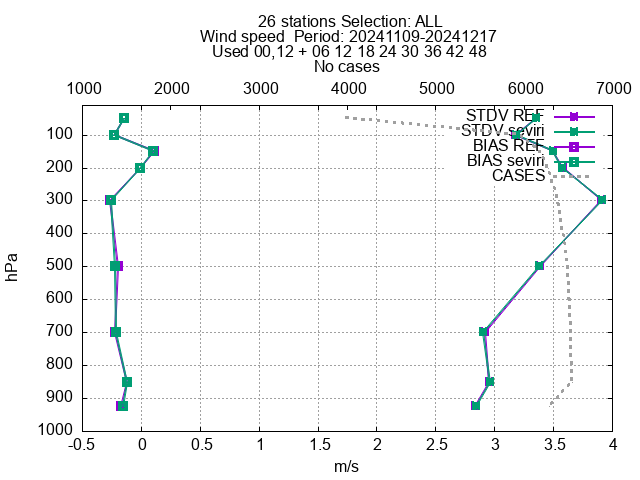 26 stations Selection: ALL
Wind speed  Period: 20241109-20241217
Used 00,12 + 06 12 18 24 30 36 42 48
No cases
1000 2000 3000 4000 5000 6000 7000
STDV REF
STDV seviri
BIAS REF
BIAS seviri
CASES
100
200
300
400
500
600
700
800
900
1000
hPa
-0.5 0 0.5 1 1.5 2 2.5 3 3.5 4
m/s